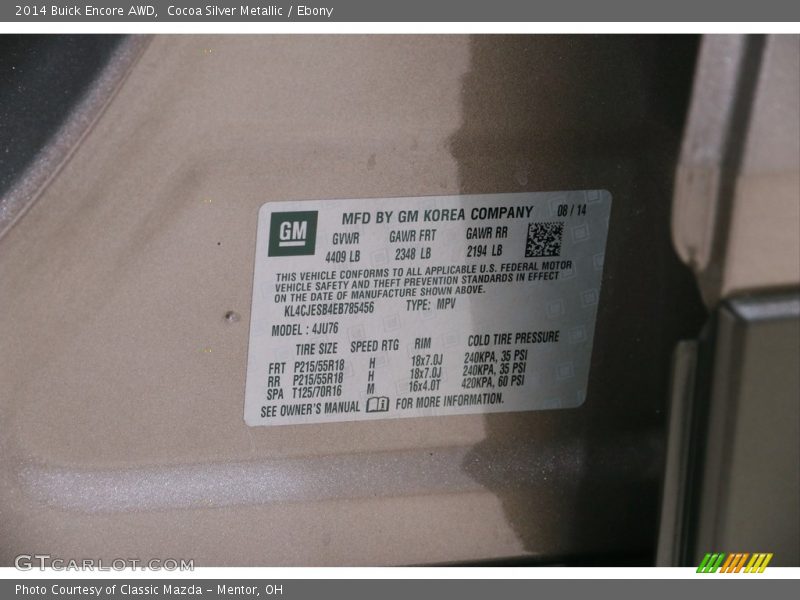 2014 Buick Encore AWD,  Cocoa Silver Metallic / Ebony
GM
MFD BY GM KOREA COMPANY 08 / 14
GVWR GAWR FRT GAWR RR
4409 LB 2348 LB 2194 LB
THIS VEHICLE CONFORMS TO ALL APPLICABLE U.S. FEDERAL MOTOR
VEHICLE SAFETY AND THEFT PREVENTION STANDARDS IN EFFECT
ON THE DATE OF MANUFACTURE SHOWN ABOVE.
KL4CJESB4EB785456 TYPE: MPV
MODEL : 4JU76
TIRE SIZE SPEED RTG RIM COLD TIRE PRESSURE
FRT P215/55R18 H 18x7.0J 240KPA, 35 PSI
RR P215/55R18 H 18x7.0J 240KPA, 35 PSI
SPA T125/70R16 M 16x4.0T 420KPA, 60 PSI
SEE OWNER'S MANUAL FOR MORE INFORMATION.
GTCARLOT.COM
Photo Courtesy of Classic Mazda - Mentor, OH